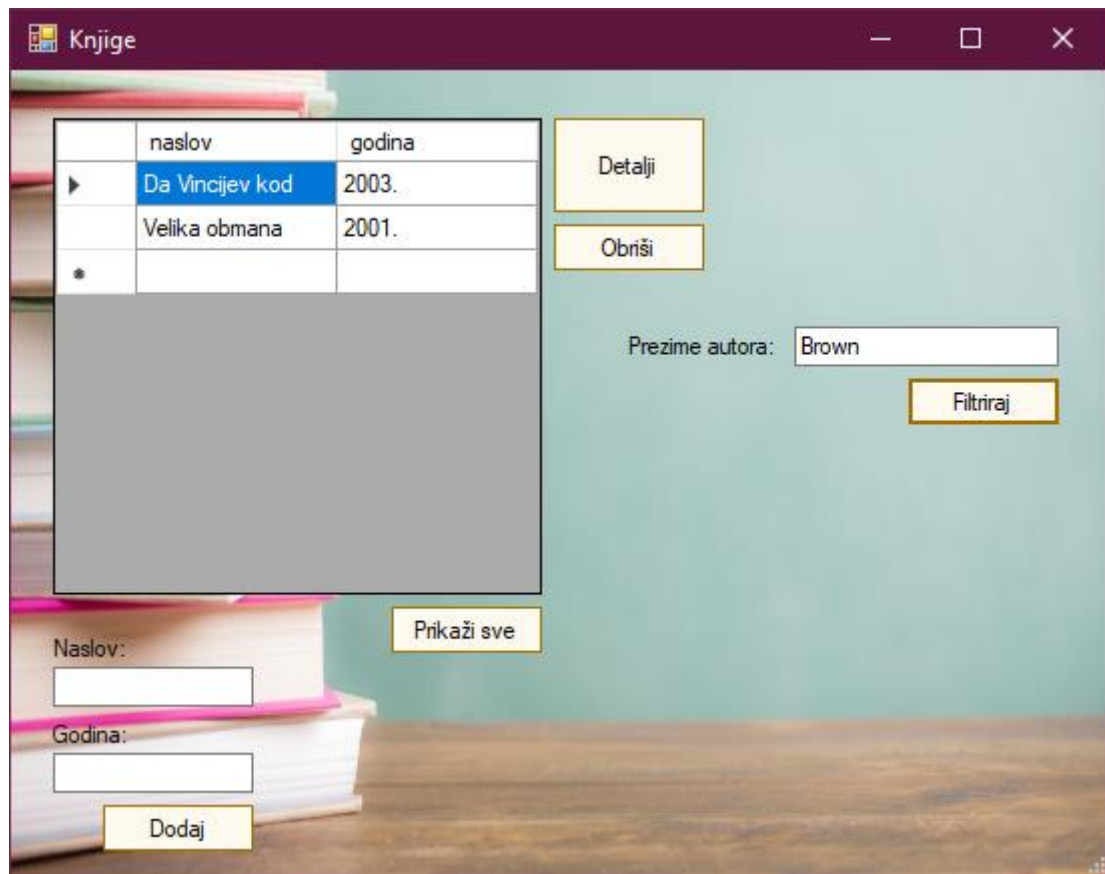 Knjige
naslov godina
Da Vincijev kod 2003.
Velika obmana 2001.
Detalji
Obriši
Prezime autora: Brown
Filtriraj
Prikaži sve
Naslov:
Godina:
Dodaj